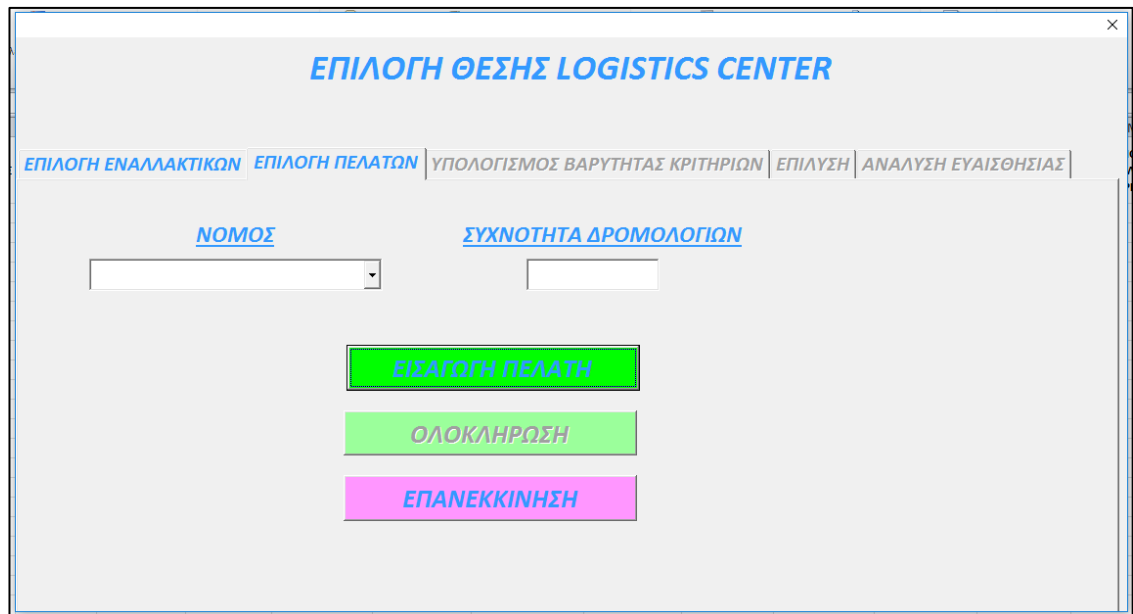 ΕΠΙΛΟΓΗ ΘΕΣΗΣ LOGISTICS CENTER
ΕΠΙΛΟΓΗ ΕΝΑΛΛΑΚΤΙΚΩΝ ΕΠΙΛΟΓΗ ΠΕΛΑΤΩΝ ΥΠΟΛΟΓΙΣΜΟΣ ΒΑΡΥΤΗΤΑΣ ΚΡΙΤΗΡΙΩΝ ΕΠΙΛΥΣΗ ΑΝΑΛΥΣΗ ΕΥΑΙΣΘΗΣΙΑΣ
ΝΟΜΟΣ ΣΥΧΝΟΤΗΤΑ ΔΡΟΜΟΛΟΓΙΩΝ
ΕΙΣΑΓΩΓΗ ΠΕΛΑΤΗ
ΟΛΟΚΛΗΡΩΣΗ
ΕΠΑΝΕΚΚΙΝΗΣΗ